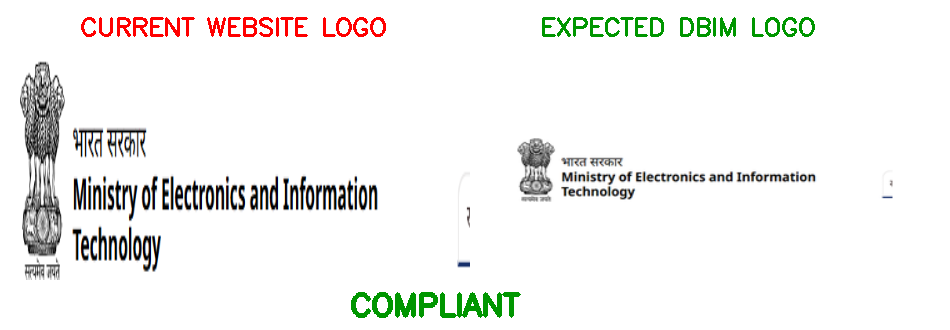 CURRENT WEBSITE LOGO
EXPECTED DBIM LOGO
भारत सरकार
Ministry of Electronics and Information
Technology
सत्यमेव जयते
भारत सरकार
Ministry of Electronics and Information
Technology
सत्यमेव जयते
COMPLIANT